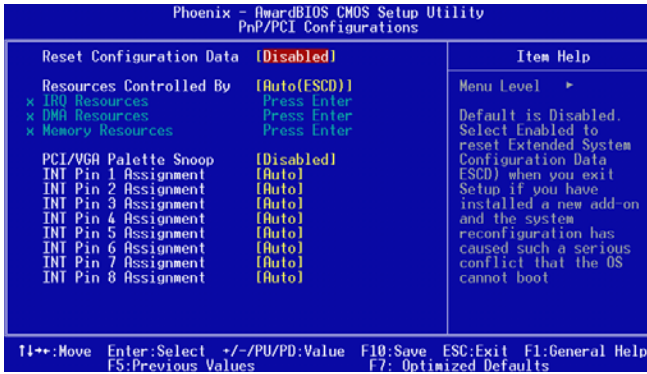 Phoenix - AwardBIOS CMOS Setup Utility
PnP/PCI Configurations
Reset Configuration Data [Disabled]
Resources Controlled By [Auto(ESCD)]
x IRQ Resources Press Enter
x DMA Resources Press Enter
x Memory Resources Press Enter
PCI/VGA Palette Snoop [Disabled]
INT Pin 1 Assignment [Auto]
INT Pin 2 Assignment [Auto]
INT Pin 3 Assignment [Auto]
INT Pin 4 Assignment [Auto]
INT Pin 5 Assignment [Auto]
INT Pin 6 Assignment [Auto]
INT Pin 7 Assignment [Auto]
INT Pin 8 Assignment [Auto]
Item Help
Menu Level ►
Default is Disabled.
Select Enabled to
reset Extended System
Configuration Data
ESCD) when you exit
Setup if you have
installed a new add-on
and the system
reconfiguration has
caused such a serious
conflict that the OS
cannot boot
↑↓→←:Move Enter:Select +/-/PU/PD:Value F10:Save ESC:Exit F1:General Help
F5:Previous Values F7: Optimized Defaults